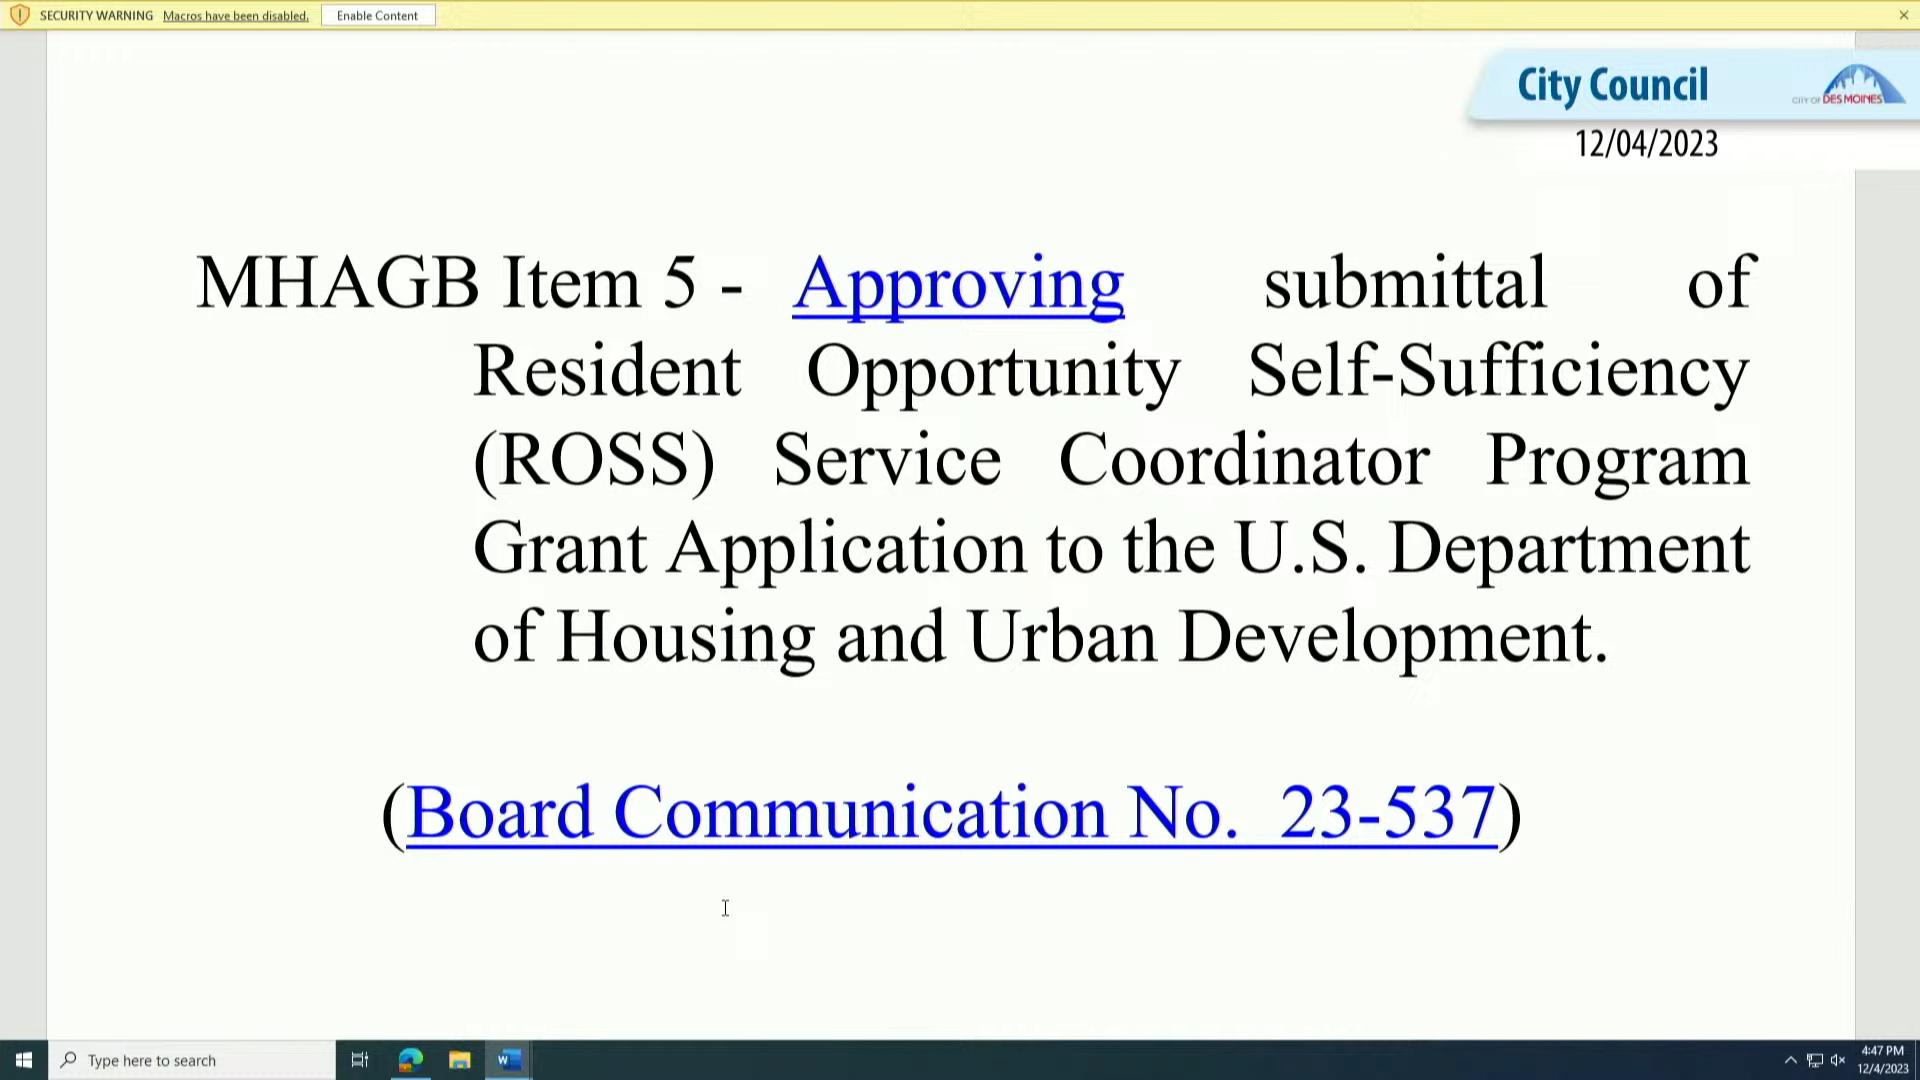 SECURITY WARNING Macros have been disabled. Enable Content
City Council
CITY OF DES MOINES
12/04/2023
MHAGB Item 5 - Approving submittal of
Resident Opportunity Self-Sufficiency
(ROSS) Service Coordinator Program
Grant Application to the U.S. Department
of Housing and Urban Development.
(Board Communication No. 23-537)
Type here to search
4:47 PM
12/4/2023